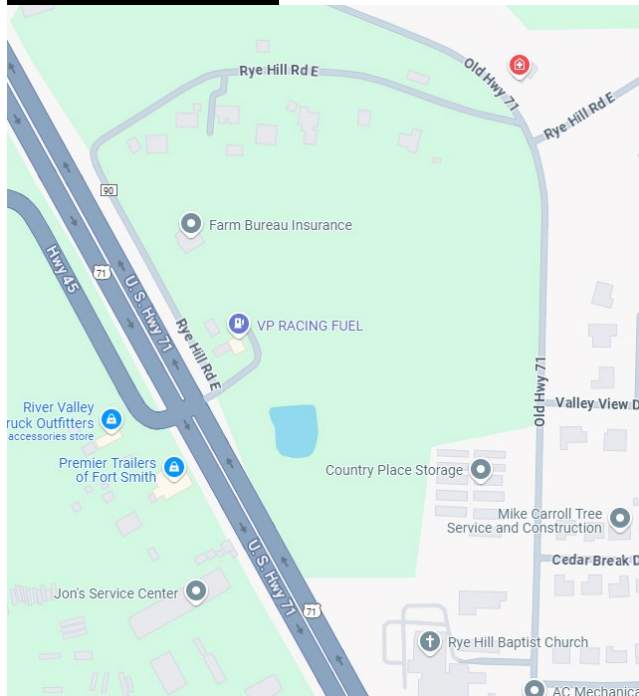 Rye Hill Rd E
Old Hwy 71
Rye Hill Rd E
90
Farm Bureau Insurance
71
Hwy 45
U.S. Hwy 71
VP RACING FUEL
Rye Hill Rd E
Old Hwy 71
River Valley
ruck Outfitters
accessories store
Valley View D
Premier Trailers
of Fort Smith
Country Place Storage
Mike Carroll Tree
Service and Construction
U.S. Hwy 71
Cedar Break D
Jon's Service Center
71
Rye Hill Baptist Church
AC Mechanica